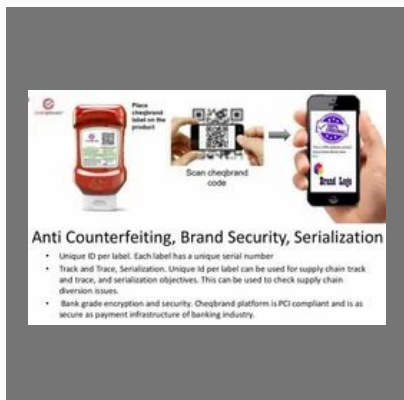 Place
cheqbrand
label on the
product
Scan cheqbrand
code
Brand Logo
Anti Counterfeiting, Brand Security, Serialization
• Unique ID per label. Each label has a unique serial number
• Track and Trace, Serialization. Unique Id per label can be used for supply chain track
and trace, and serialization objectives. This can be used to check supply chain
diversion issues.
• Bank grade encryption and security. Cheqbrand platform is PCI compliant and is as
secure as payment infrastructure of banking industry.